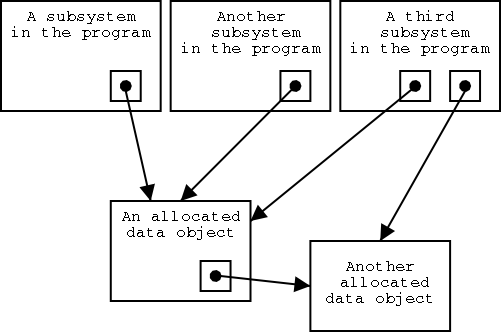 A subsystem
in the program
Another
subsystem
in the program
A third
subsystem
in the program
An allocated
data object
Another
allocated
data object